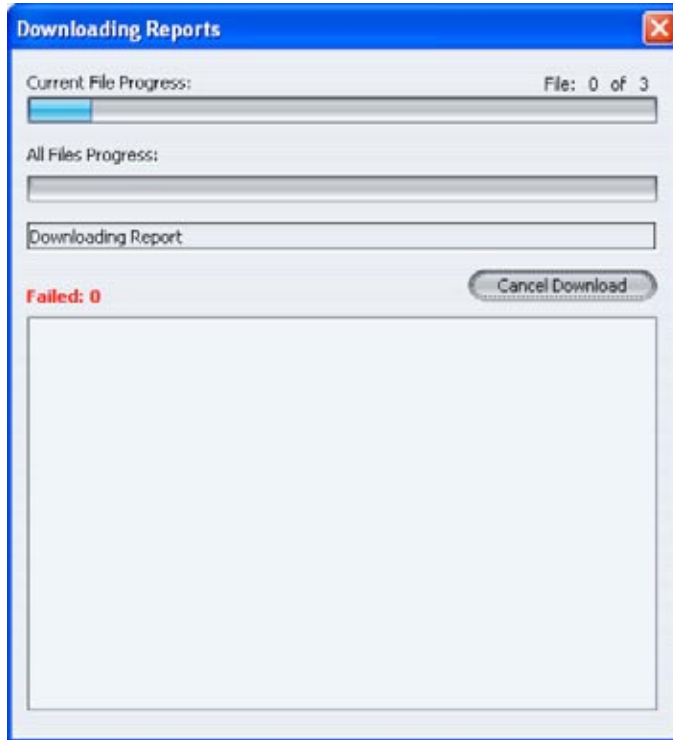 Downloading Reports
Current File Progress: File: 0 of 3
All Files Progress:
Downloading Report
Cancel Download
Failed: 0